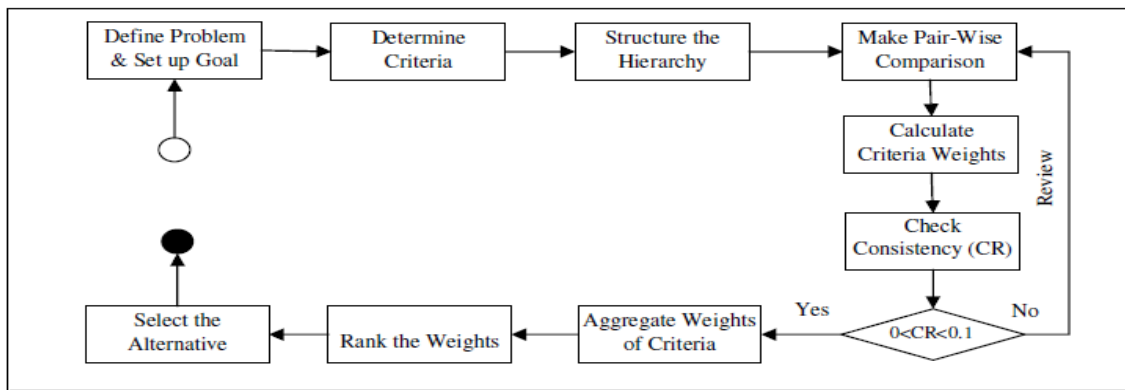 Define Problem
& Set up Goal
Determine
Criteria
Structure the
Hierarchy
Make Pair-Wise
Comparison
Calculate
Criteria Weights
Review
Check
Consistency (CR)
0<CR<0.1
No
Yes
Aggregate Weights
of Criteria
Rank the Weights
Select the
Alternative